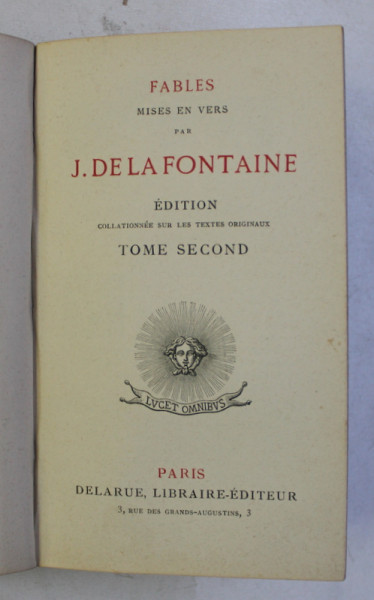 FABLES
MISES EN VERS
PAR
J. DE LA FONTAINE
ÉDITION
COLLATIONNÉE SUR LES TEXTES ORIGINAUX
TOME SECOND
LVCET OMNIBVS
PARIS
DELARUE, LIBRAIRE-ÉDITEUR
3, RUE DES GRANDS-AUGUSTINS, 3